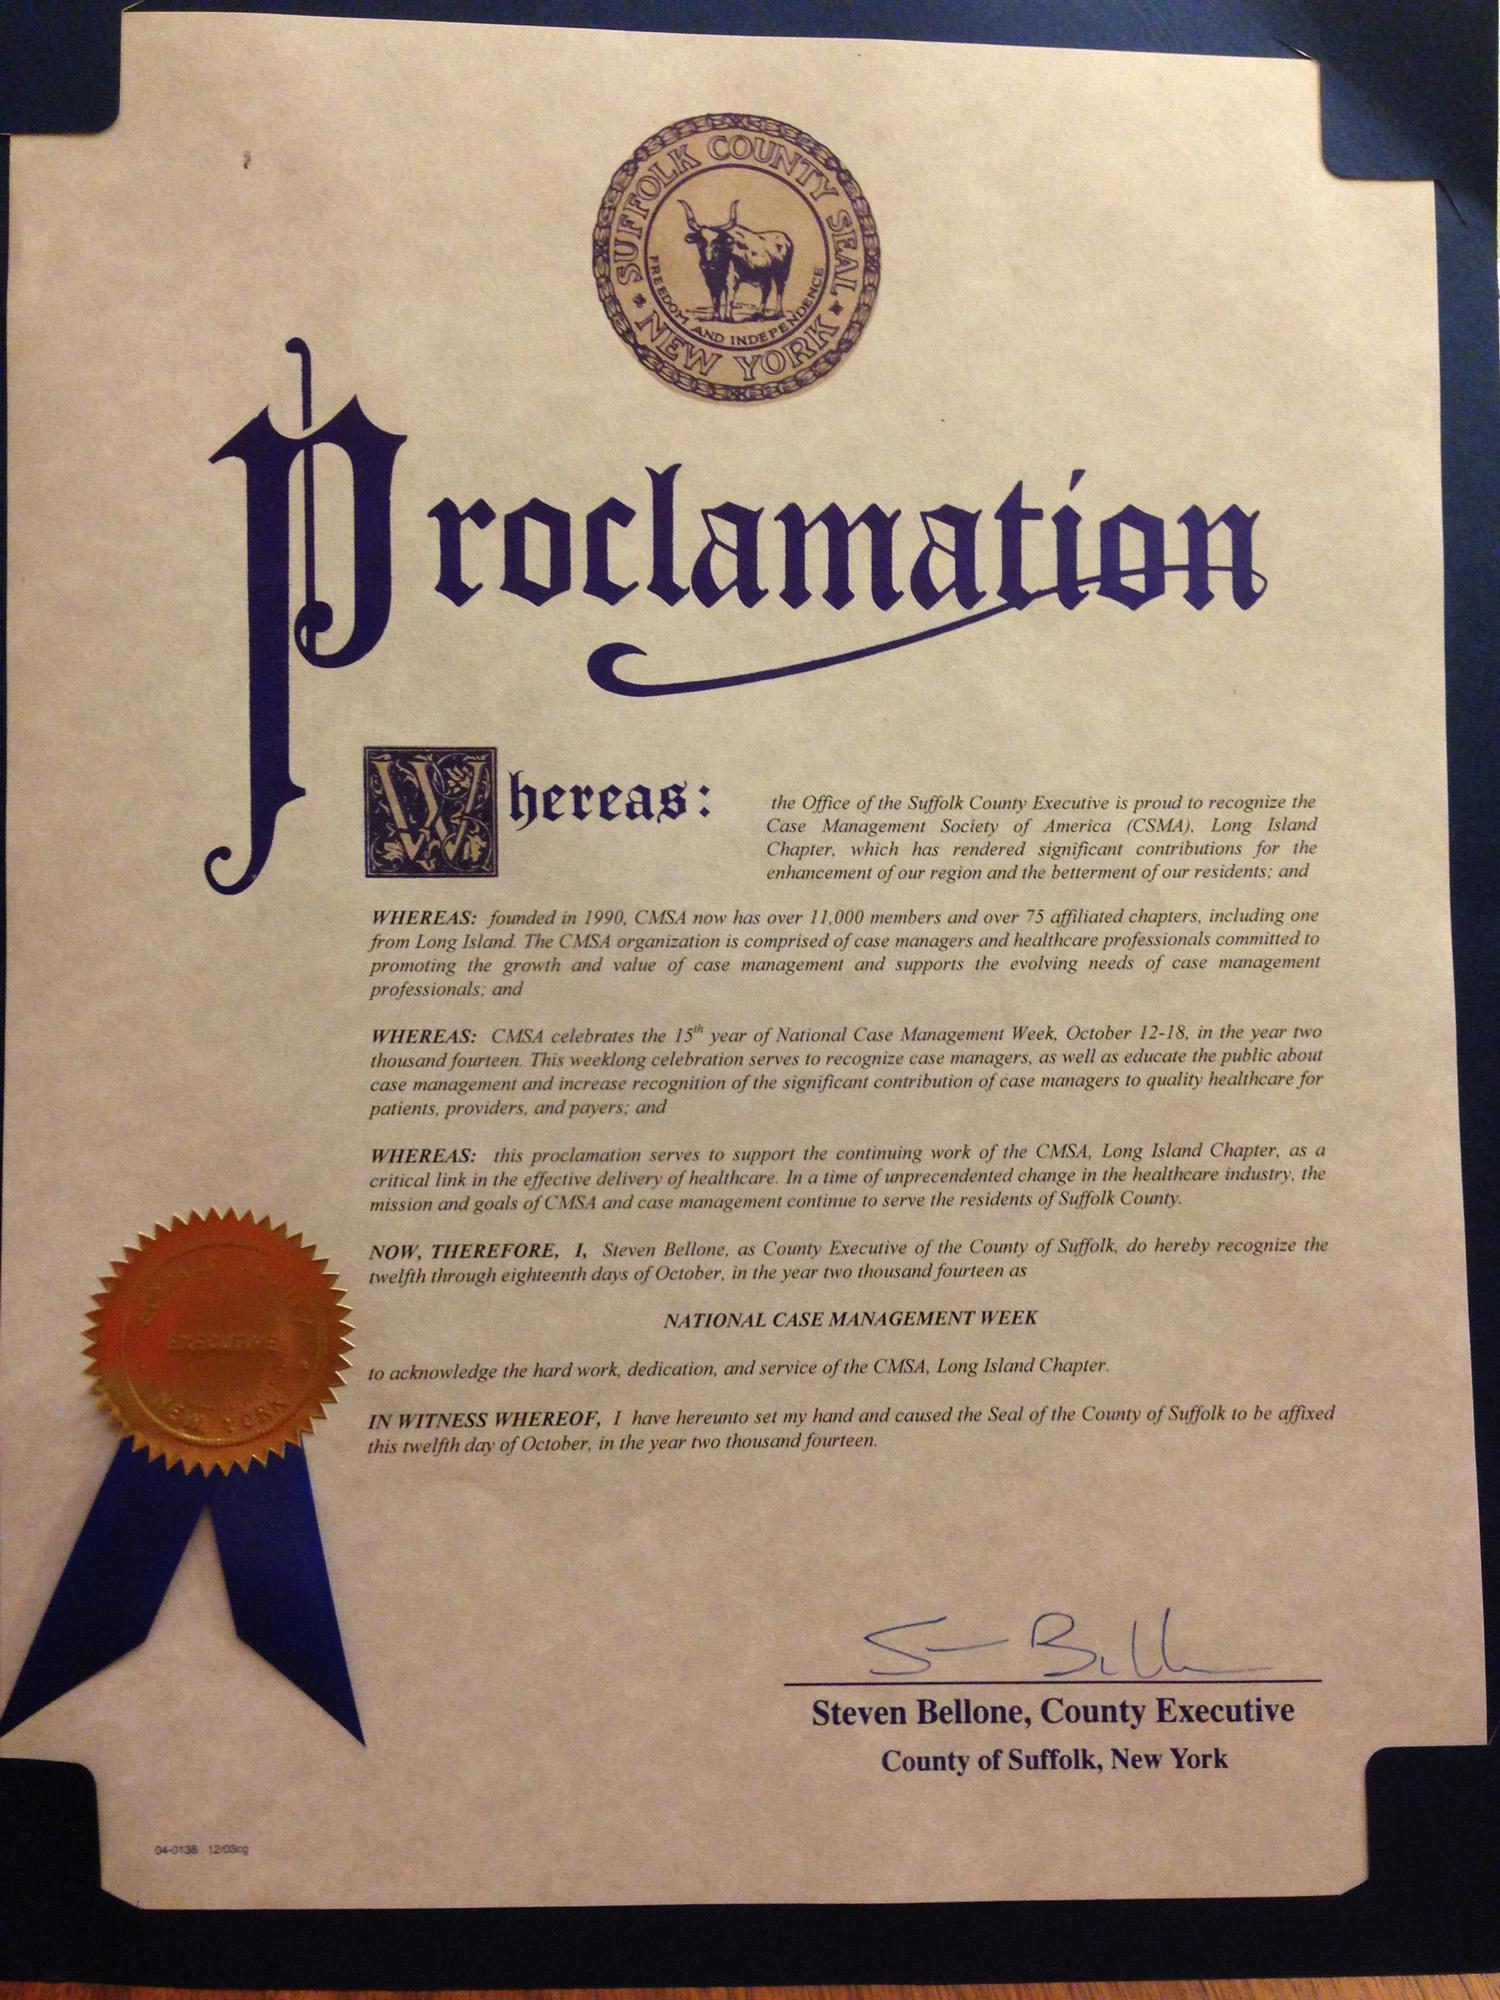 SUFFOLK COUNTY SEAL
NEW YORK
FREEDOM AND INDEPENDENCE
Proclamation
Whereas:
the Office of the Suffolk County Executive is proud to recognize the
Case Management Society of America (CSMA), Long Island
Chapter, which has rendered significant contributions for the
enhancement of our region and the betterment of our residents; and
WHEREAS: founded in 1990, CMSA now has over 11,000 members and over 75 affiliated chapters, including one
from Long Island. The CMSA organization is comprised of case managers and healthcare professionals committed to
promoting the growth and value of case management and supports the evolving needs of case management
professionals; and
WHEREAS: CMSA celebrates the 15th year of National Case Management Week, October 12-18, in the year two
thousand fourteen. This weeklong celebration serves to recognize case managers, as well as educate the public about
case management and increase recognition of the significant contribution of case managers to quality healthcare for
patients, providers, and payers; and
WHEREAS: this proclamation serves to support the continuing work of the CMSA, Long Island Chapter, as a
critical link in the effective delivery of healthcare. In a time of unprecendented change in the healthcare industry, the
mission and goals of CMSA and case management continue to serve the residents of Suffolk County.
NOW, THEREFORE, I, Steven Bellone, as County Executive of the County of Suffolk, do hereby recognize the
twelfth through eighteenth days of October, in the year two thousand fourteen as
NATIONAL CASE MANAGEMENT WEEK
to acknowledge the hard work, dedication, and service of the CMSA, Long Island Chapter.
IN WITNESS WHEREOF, I have hereunto set my hand and caused the Seal of the County of Suffolk to be affixed
this twelfth day of October, in the year two thousand fourteen.
EXECUTIVE
NEW YORK
Steven Bellone, County Executive
County of Suffolk, New York
04-0138 12/03cg